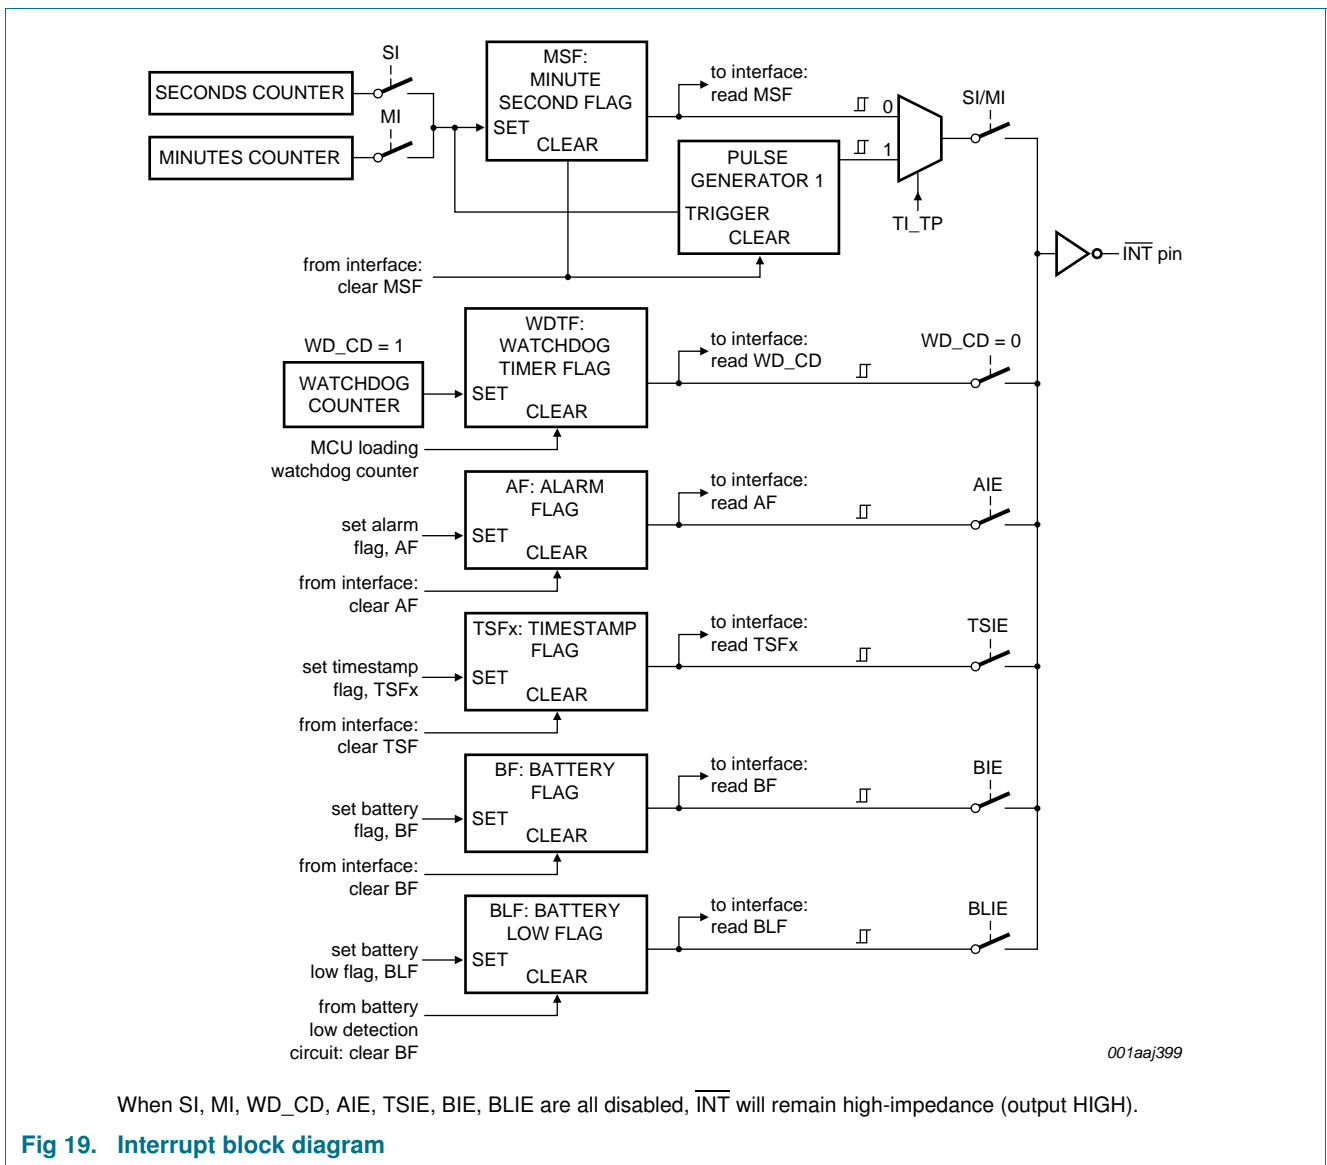 SI
SECONDS COUNTER
MI
MINUTES COUNTER
MSF:
MINUTE
SECOND FLAG
SET
CLEAR
to interface:
read MSF
0
1
SI/MI
PULSE
GENERATOR 1
TRIGGER
CLEAR
TI_TP
INT pin
from interface:
clear MSF
WD_CD = 1
WATCHDOG
COUNTER
WDTF:
WATCHDOG
TIMER FLAG
SET
CLEAR
to interface:
read WD_CD
WD_CD = 0
MCU loading
watchdog counter
AF: ALARM
FLAG
SET
CLEAR
to interface:
read AF
AIE
set alarm
flag, AF
from interface:
clear AF
TSFx: TIMESTAMP
FLAG
SET
CLEAR
to interface:
read TSFx
TSIE
set timestamp
flag, TSFx
from interface:
clear TSF
BF: BATTERY
FLAG
SET
CLEAR
to interface:
read BF
BIE
set battery
flag, BF
from interface:
clear BF
BLF: BATTERY
LOW FLAG
SET
CLEAR
to interface:
read BLF
BLIE
set battery
low flag, BLF
from battery
low detection
circuit: clear BF
001aaj399
When SI, MI, WD_CD, AIE, TSIE, BIE, BLIE are all disabled, INT will remain high-impedance (output HIGH).
Fig 19. Interrupt block diagram